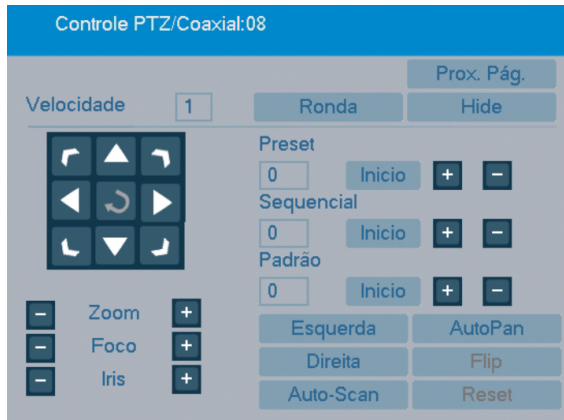 Controle PTZ/Coaxial:08
Prox. Pág.
Velocidade 1 Ronda Hide
Preset
0 Inicio + −
Sequencial
0 Inicio + −
Padrão
0 Inicio + −
− Zoom +
− Foco +
− Iris +
Esquerda AutoPan
Direita Flip
Auto-Scan Reset